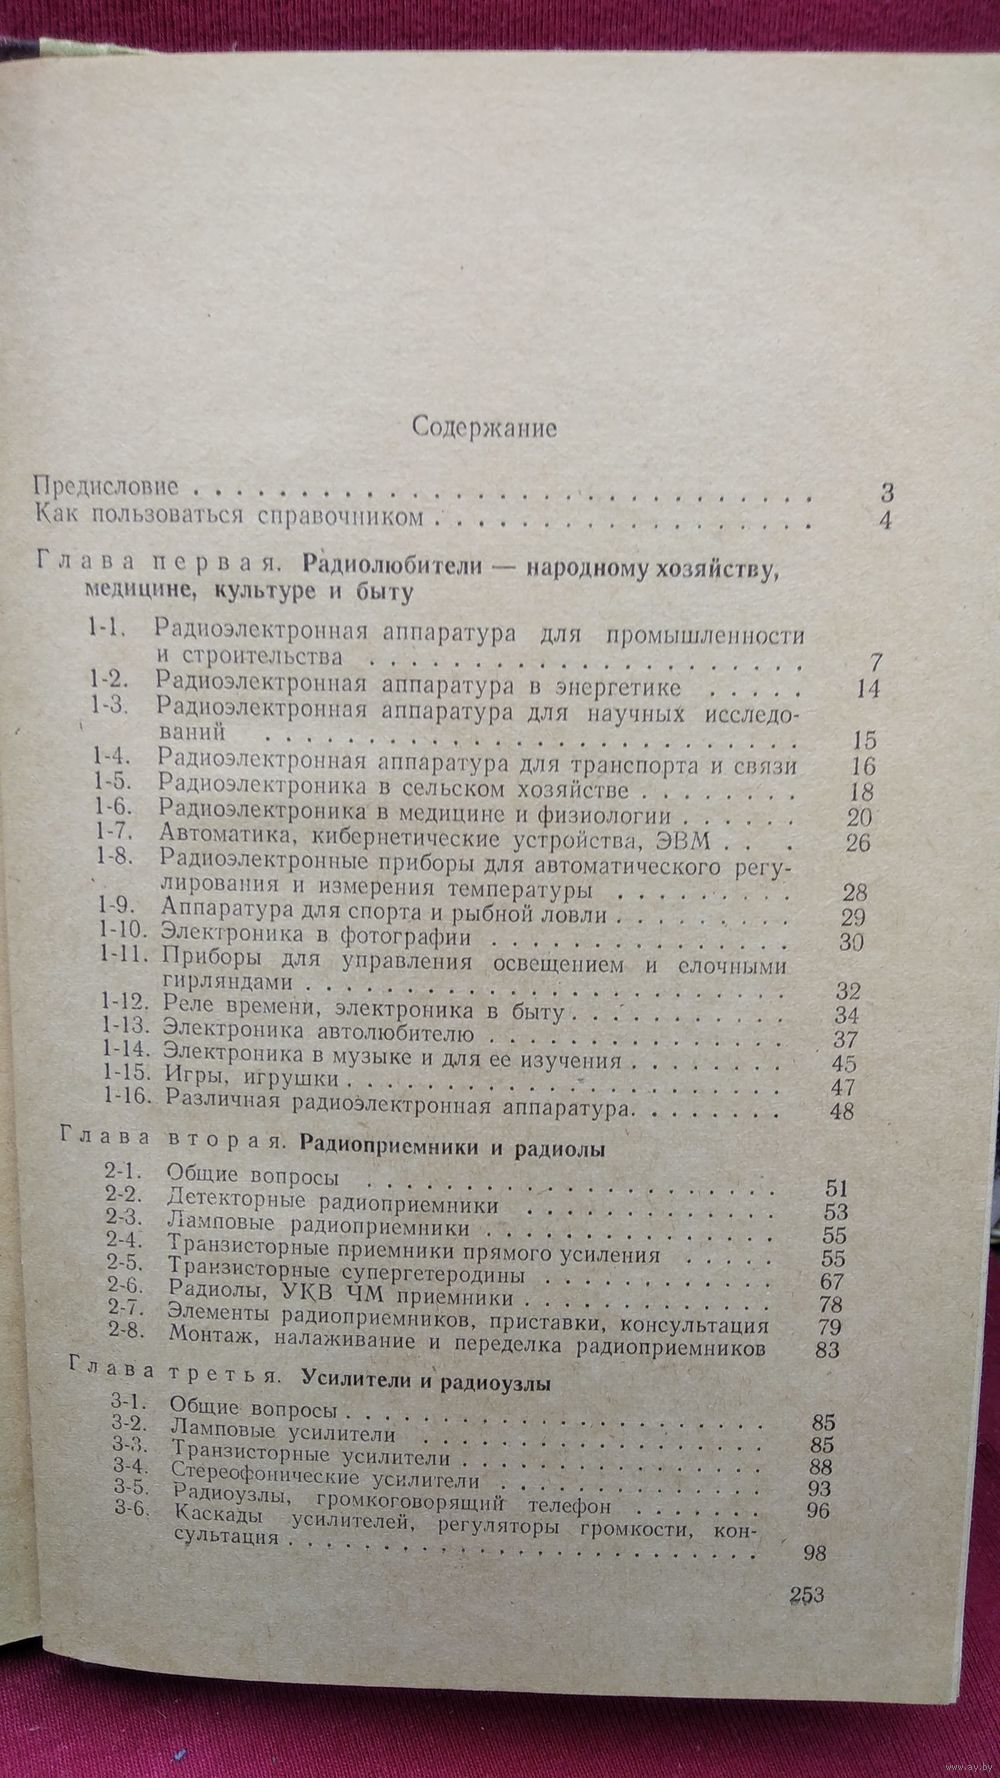 Содержание
Предисловие . . . . . . . . . . . . . . . . . . . . . . . . 3
Как пользоваться справочником . . . . . . . . . . . . . . . 4
Глава первая. Радиолюбители — народному хозяйству,
медицине, культуре и быту
1-1. Радиоэлектронная аппаратура для промышленности
и строительства . . . . . . . . . . . . . . . . . 7
1-2. Радиоэлектронная аппаратура в энергетике . . . . . 14
1-3. Радиоэлектронная аппаратура для научных исследо-
ваний . . . . . . . . . . . . . . . . . . . . . 15
1-4. Радиоэлектронная аппаратура для транспорта и связи 16
1-5. Радиоэлектроника в сельском хозяйстве . . . . . . . 18
1-6. Радиоэлектроника в медицине и физиологии . . . . . . 20
1-7. Автоматика, кибернетические устройства, ЭВМ . . . 26
1-8. Радиоэлектронные приборы для автоматического регу-
лирования и измерения температуры . . . . . . . . 28
1-9. Аппаратура для спорта и рыбной ловли . . . . . . . . 29
1-10. Электроника в фотографии . . . . . . . . . . . . 30
1-11. Приборы для управления освещением и елочными
гирляндами . . . . . . . . . . . . . . . . . . . 32
1-12. Реле времени, электроника в быту . . . . . . . . . 34
1-13. Электроника автолюбителю . . . . . . . . . . . . 37
1-14. Электроника в музыке и для ее изучения . . . . . . . 45
1-15. Игры, игрушки . . . . . . . . . . . . . . . . . 47
1-16. Различная радиоэлектронная аппаратура . . . . . . . 48
Глава вторая. Радиоприемники и радиолы
2-1. Общие вопросы . . . . . . . . . . . . . . . . . 51
2-2. Детекторные радиоприемники . . . . . . . . . . . 53
2-3. Ламповые радиоприемники . . . . . . . . . . . . 55
2-4. Транзисторные приемники прямого усиления . . . . . 55
2-5. Транзисторные супергетеродины . . . . . . . . . . 67
2-6. Радиолы, УКВ ЧМ приемники . . . . . . . . . . . 78
2-7. Элементы радиоприемников, приставки, консультация 79
2-8. Монтаж, налаживание и переделка радиоприемников 83
Глава третья. Усилители и радиоузлы
3-1. Общие вопросы . . . . . . . . . . . . . . . . . 85
3-2. Ламповые усилители . . . . . . . . . . . . . . 85
3-3. Транзисторные усилители . . . . . . . . . . . . 88
3-4. Стереофонические усилители . . . . . . . . . . . 93
3-5. Радиоузлы, громкоговорящий телефон . . . . . . . 96
3-6. Каскады усилителей, регуляторы громкости, кон-
сультация . . . . . . . . . . . . . . . . . . . 98
253
www.ay.by